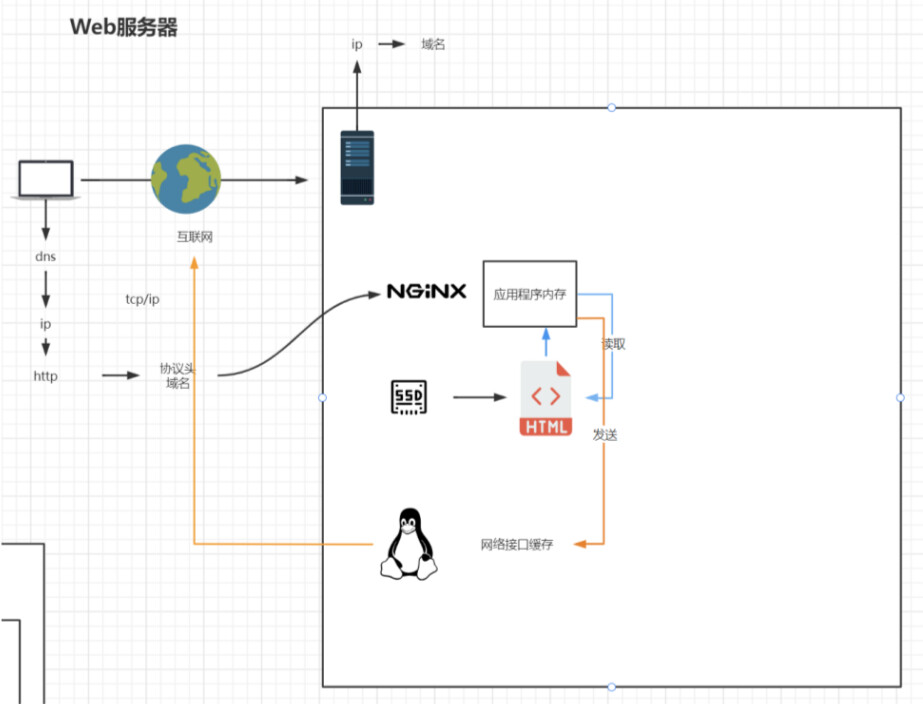 Web服务器
ip
域名
互联网
dns
tcp/ip
ip
http
协议头
域名
NGiNX
应用程序内存
读取
SSD
HTML
发送
网络接口缓存